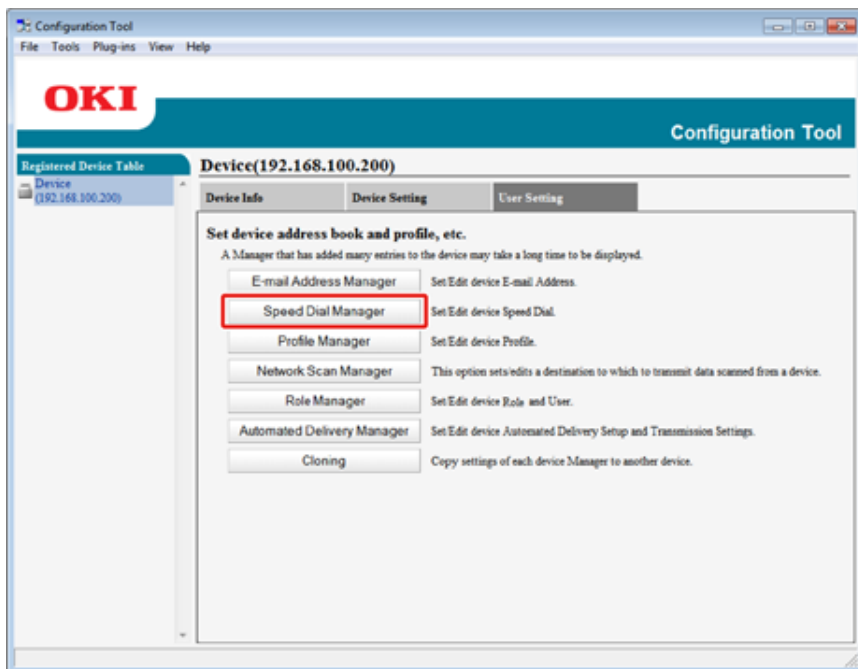 Configuration Tool
File Tools Plug-ins View Help
OKI
Configuration Tool
Registered Device Table
Device
(192.168.100.200)
Device(192.168.100.200)
Device Info Device Setting User Setting
Set device address book and profile, etc.
A Manager that has added many entries to the device may take a long time to be displayed.
E-mail Address Manager Set/Edit device E-mail Address.
Speed Dial Manager Set/Edit device Speed Dial.
Profile Manager Set/Edit device Profile.
Network Scan Manager This option sets/edits a destination to which to transmit data scanned from a device.
Role Manager Set/Edit device Role and User.
Automated Delivery Manager Set/Edit device Automated Delivery Setup and Transmission Settings.
Cloning Copy settings of each device Manager to another device.